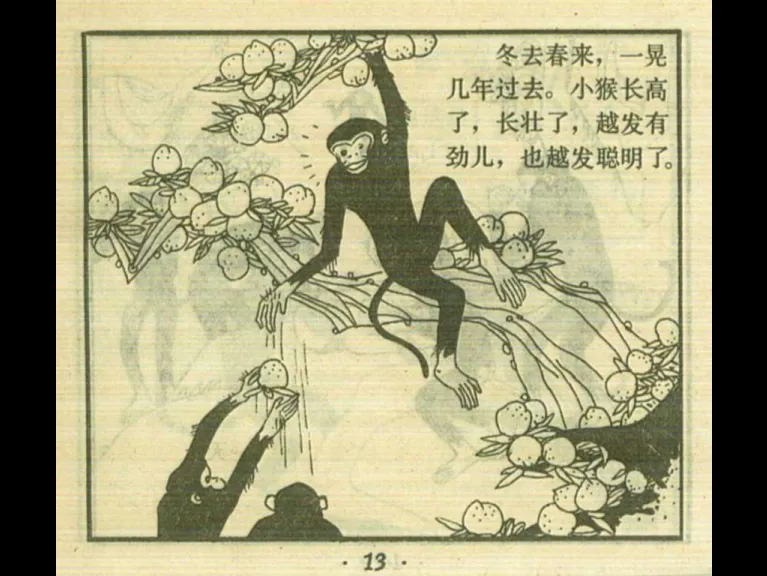 冬去春来，一晃
几年过去。小猴长高
了，长壮了，越发有
劲儿，也越发聪明了。
· 13 ·